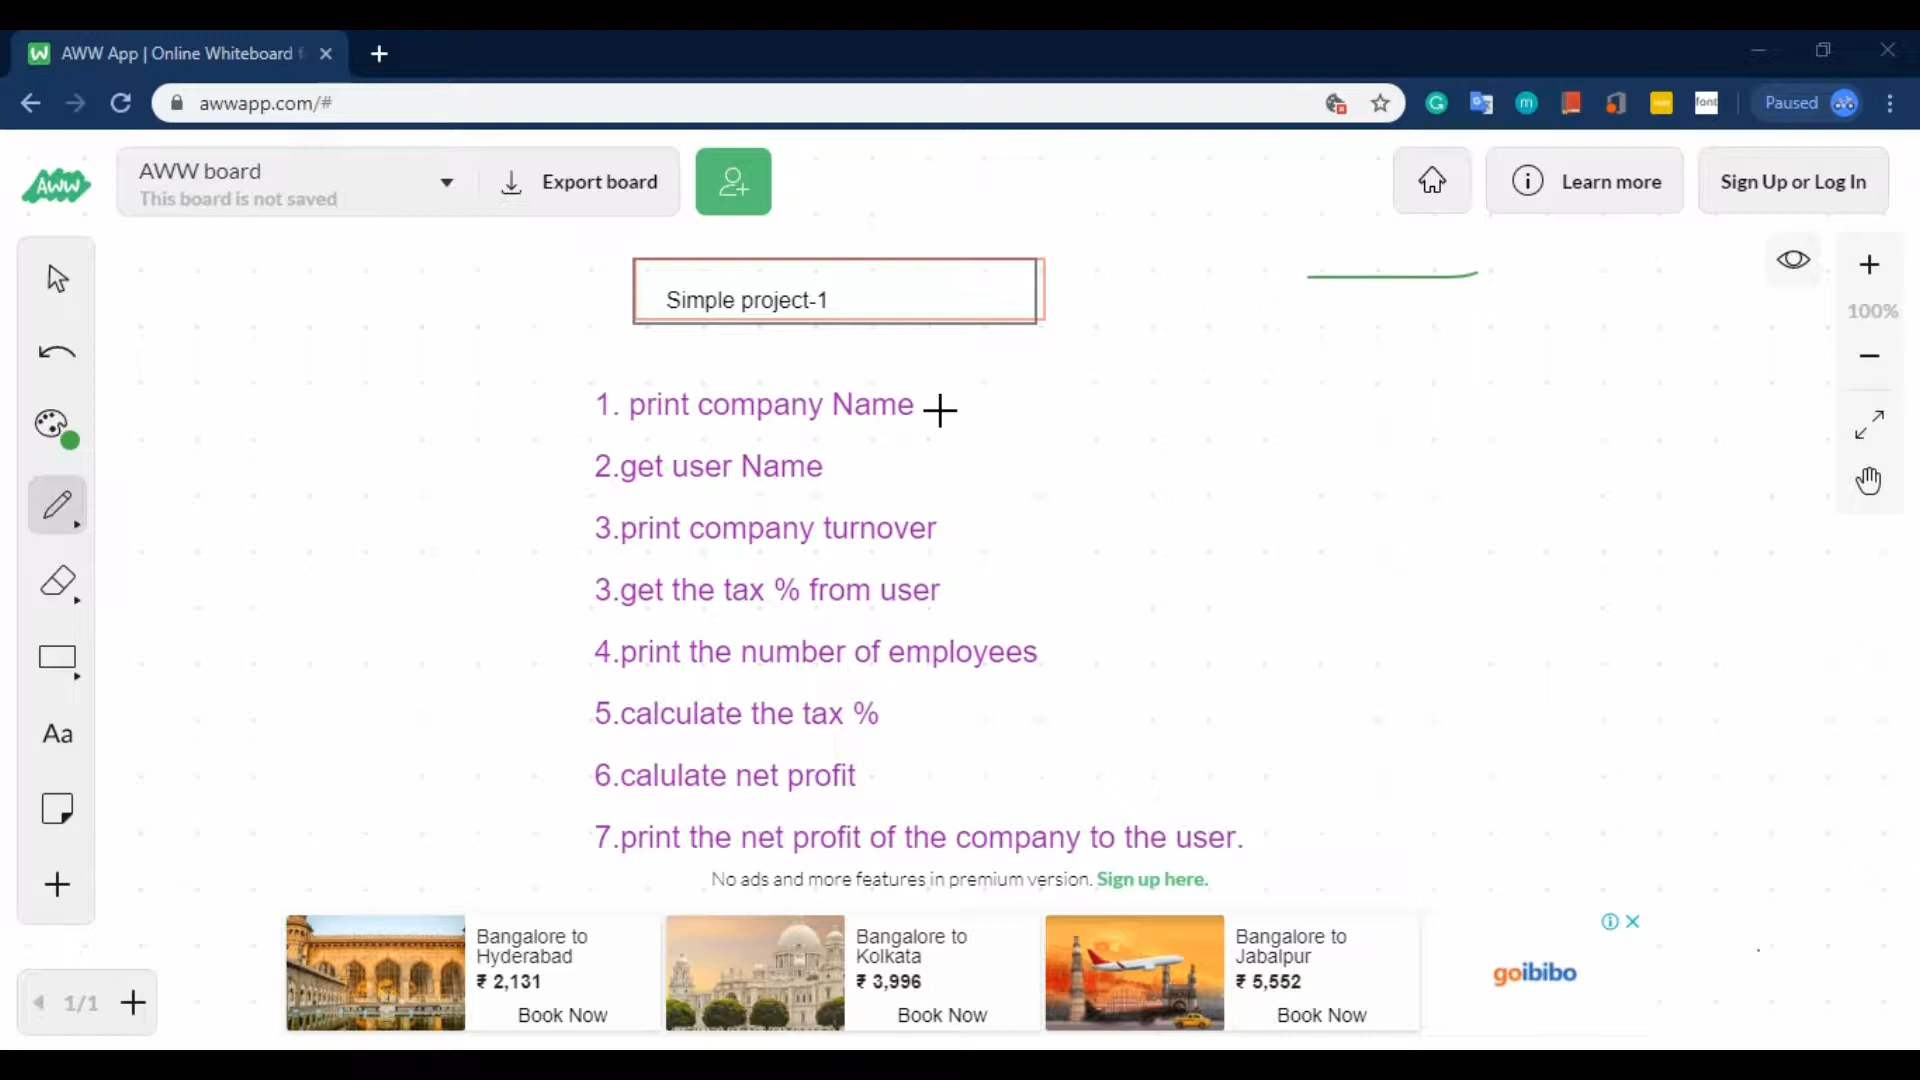 AWW App | Online Whiteboard f
awwapp.com/#
font
Paused
AWW
AWW board
This board is not saved
Export board
Learn more
Sign Up or Log In
Simple project-1
100%
1. print company Name
2.get user Name
3.print company turnover
3.get the tax % from user
4.print the number of employees
5.calculate the tax %
6.calulate net profit
7.print the net profit of the company to the user.
Aa
No ads and more features in premium version. Sign up here.
Bangalore to
Hyderabad
₹ 2,131
Book Now
Bangalore to
Kolkata
₹ 3,996
Book Now
Bangalore to
Jabalpur
₹ 5,552
Book Now
goibibo
1/1